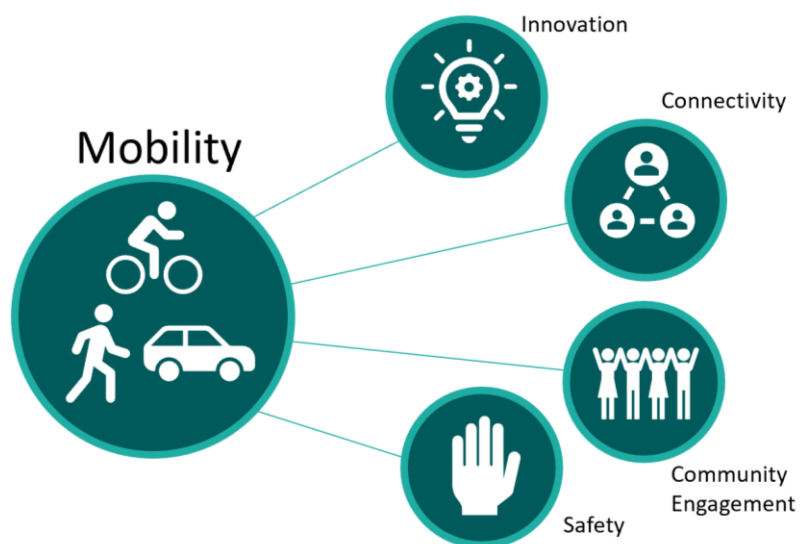 Innovation
Connectivity
Mobility
Community
Engagement
Safety